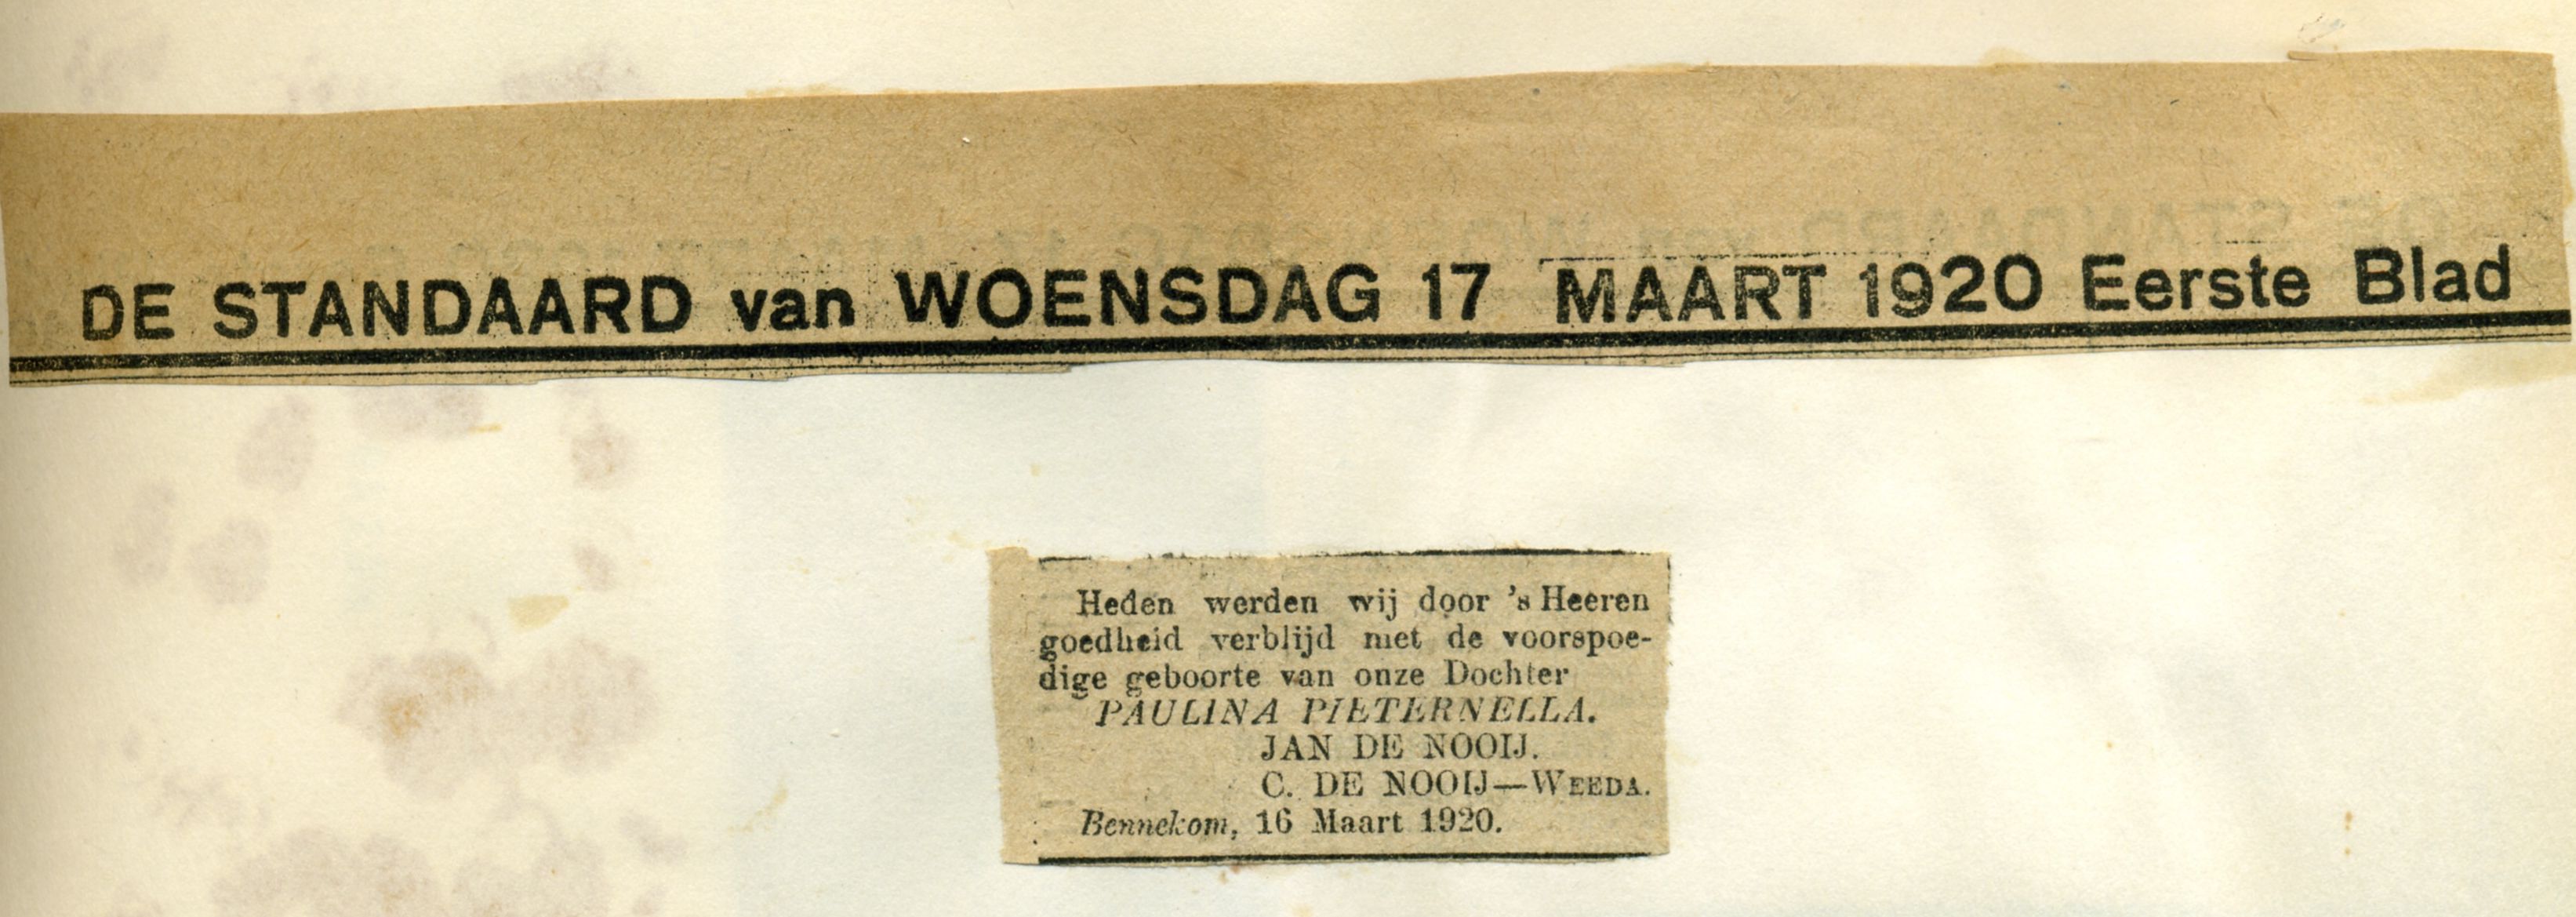 DE STANDAARD van WOENSDAG 17 MAART 1920 Eerste Blad
Heden werden wij door 's Heeren
goedheid verblijd met de voorspoe-
dige geboorte van onze Dochter
PAULINA PIETERNELLA.
JAN DE NOOIJ.
C. DE NOOIJ—WEEDA.
Bennekom, 16 Maart 1920.